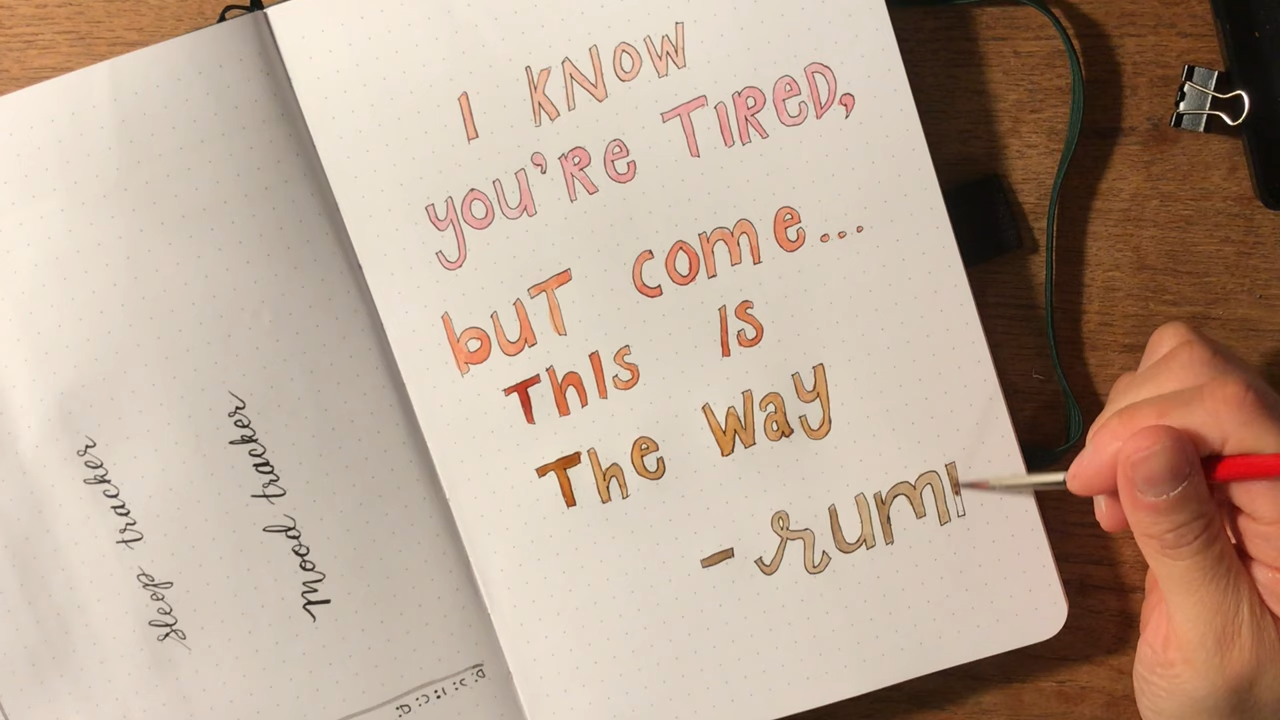 sleep tracker
mood tracker
I KNOW
you're TIRED,
but come...
This is
The way
- rumi